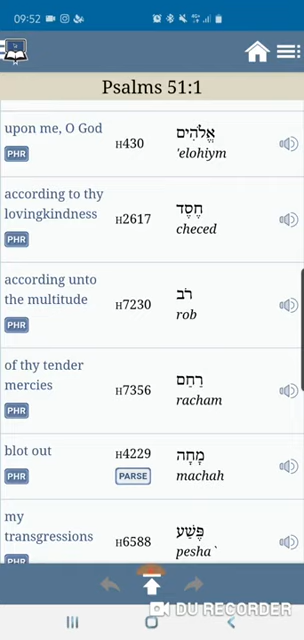 09:52
Psalms 51:1
upon me, O God
PHR
H430
אֱלֹהִים
'elohiym
according to thy
lovingkindness
PHR
H2617
חֶסֶד
checed
according unto
the multitude
PHR
H7230
רֹב
rob
of thy tender
mercies
PHR
H7356
רַחַם
racham
blot out
PHR
H4229
PARSE
מָחָה
machah
my
transgressions
PHR
H6588
פֶּשַׁע
pesha`
DU RECORDER